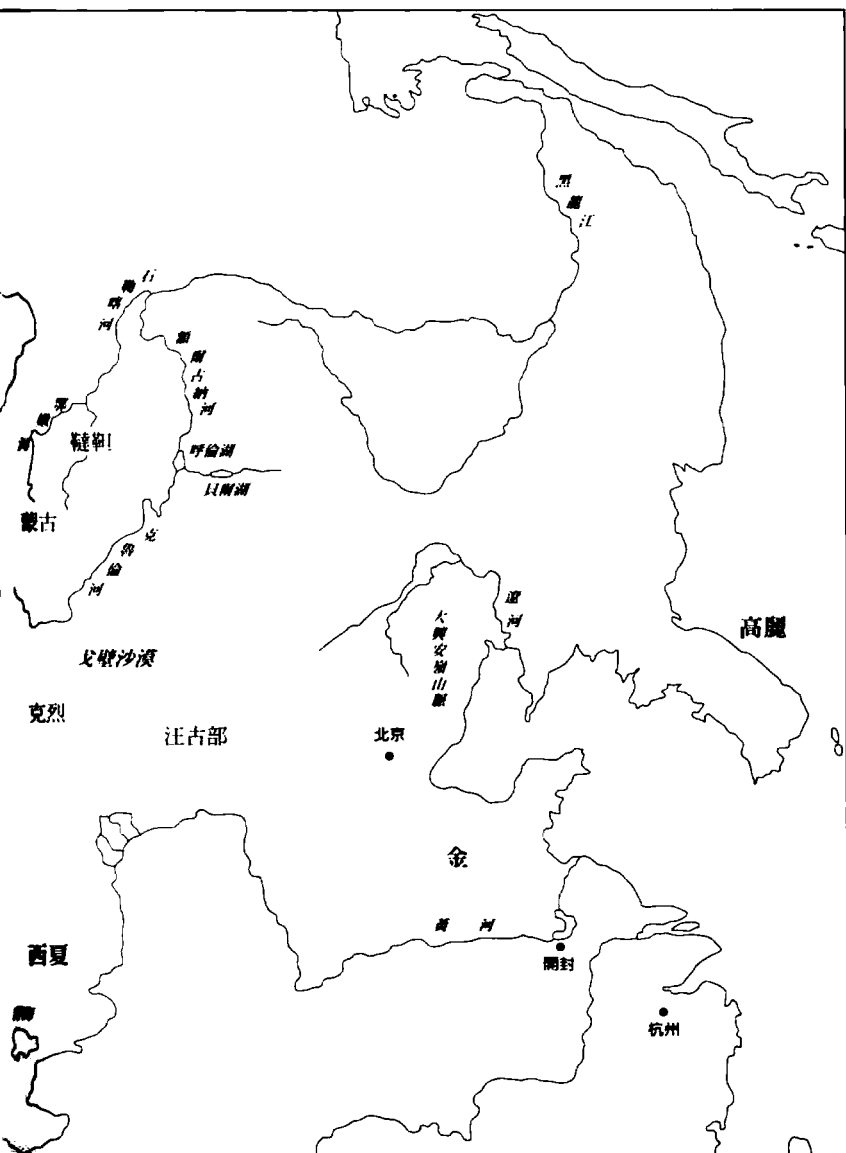 黑龍江
石勒喀河
額爾古納河
鄂嫩河
韃靼
呼倫湖
貝爾湖
蒙古
克魯倫河
遼河
大興安嶺山脈
高麗
戈壁沙漠
克烈
汪古部
北京
金
黃河
西夏
開封
杭州